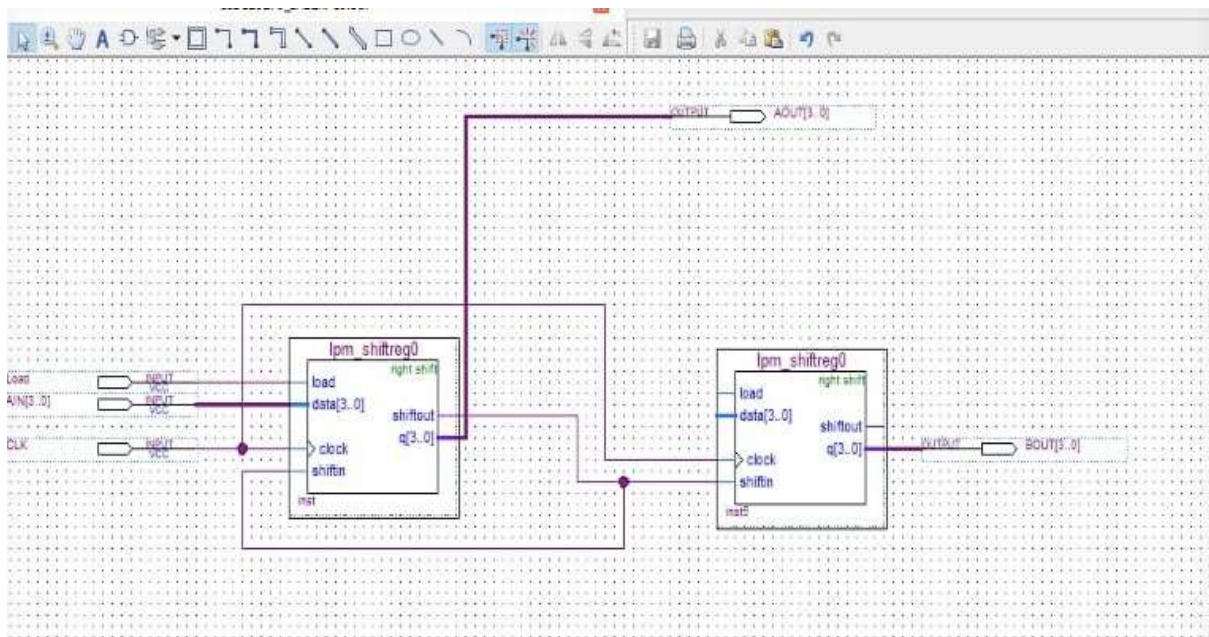 OUTPUT
AOUT[3..0]
lpm_shiftreg0
right shift
load
data[3..0]
shiftout
q[3..0]
clock
shiftin
inst
Load
INPUT
VCC
AIN[3..0]
INPUT
VCC
CLK
INPUT
VCC
lpm_shiftreg0
right shift
load
data[3..0]
shiftout
q[3..0]
clock
shiftin
inst5
OUTPUT
BOUT[3..0]